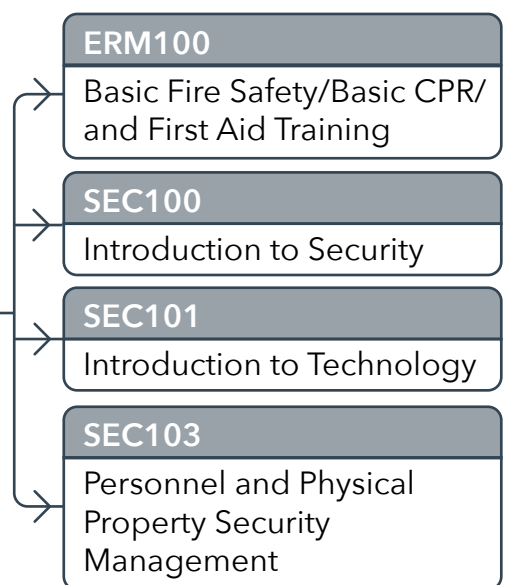 ERM100
Basic Fire Safety/Basic CPR/
and First Aid Training
SEC100
Introduction to Security
SEC101
Introduction to Technology
SEC103
Personnel and Physical
Property Security
Management